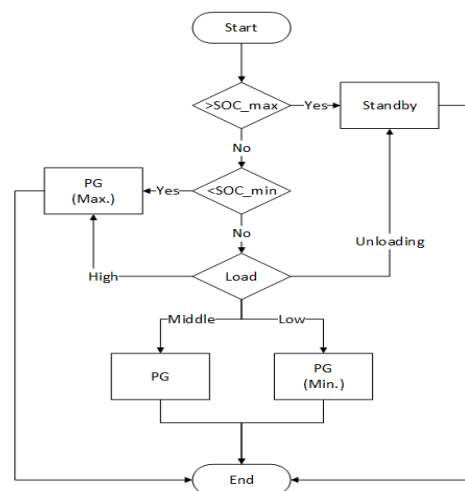 Start
>SOC_max
Yes
Standby
No
PG
(Max.)
Yes
<SOC_min
No
Unloading
High
Load
Middle
Low
PG
PG
(Min.)
End